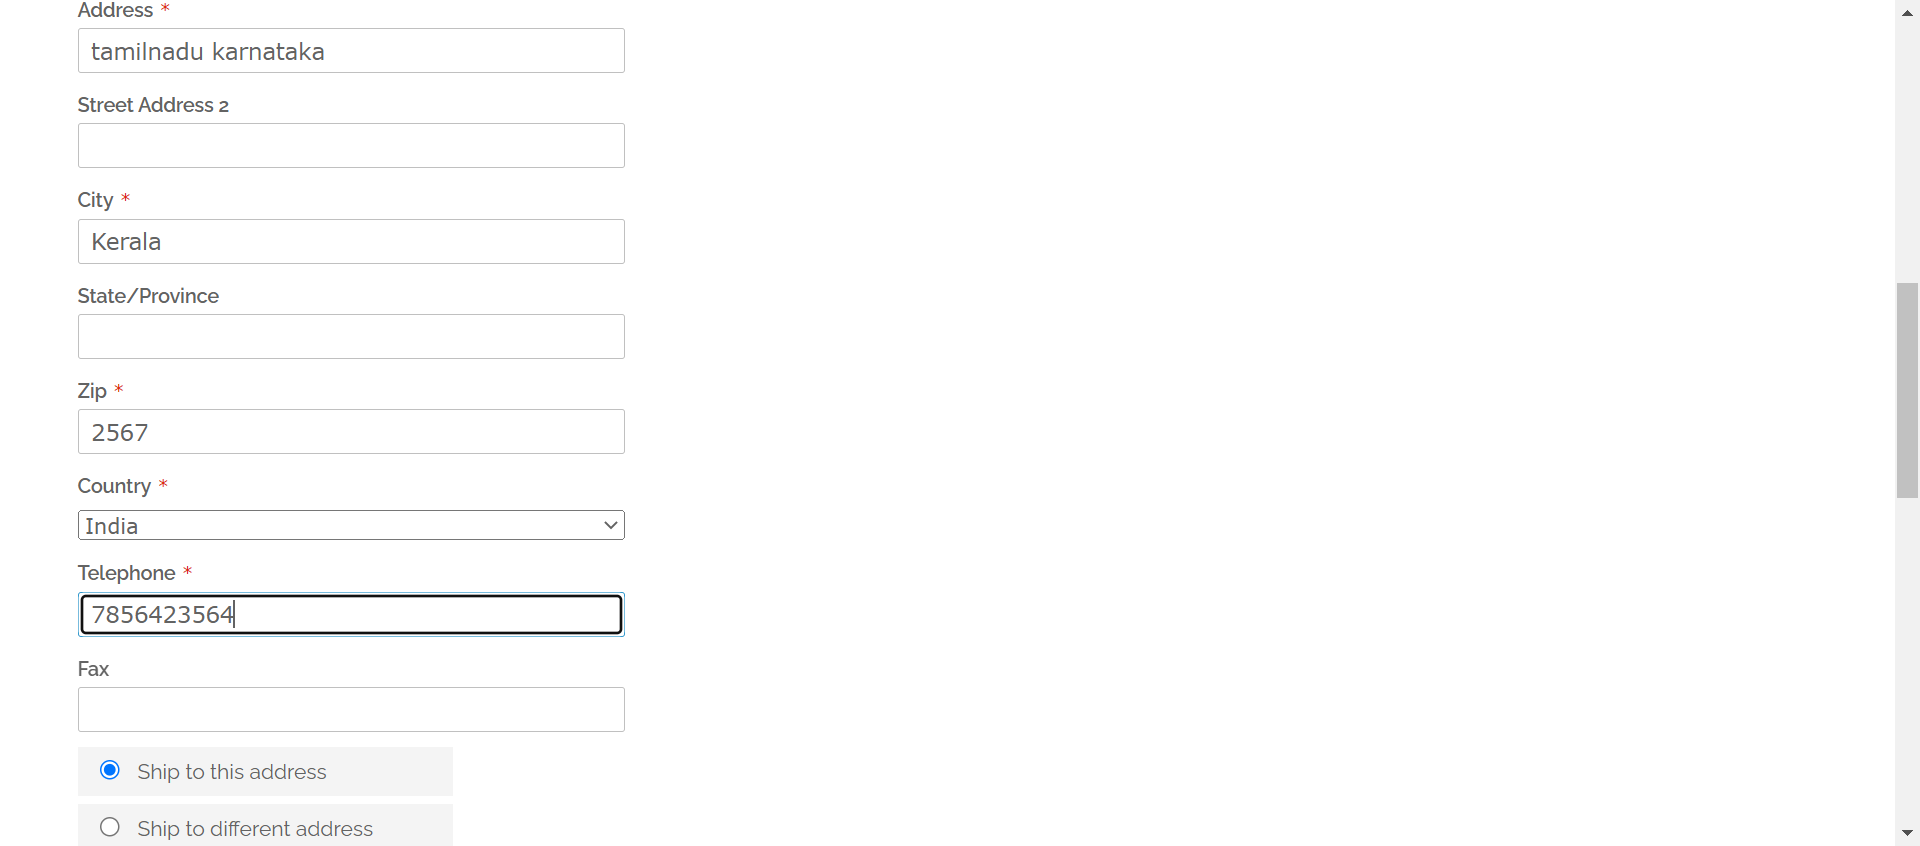 Address *
tamilnadu karnataka
Street Address 2
City *
Kerala
State/Province
Zip *
2567
Country *
India
Telephone *
7856423564
Fax
Ship to this address
Ship to different address